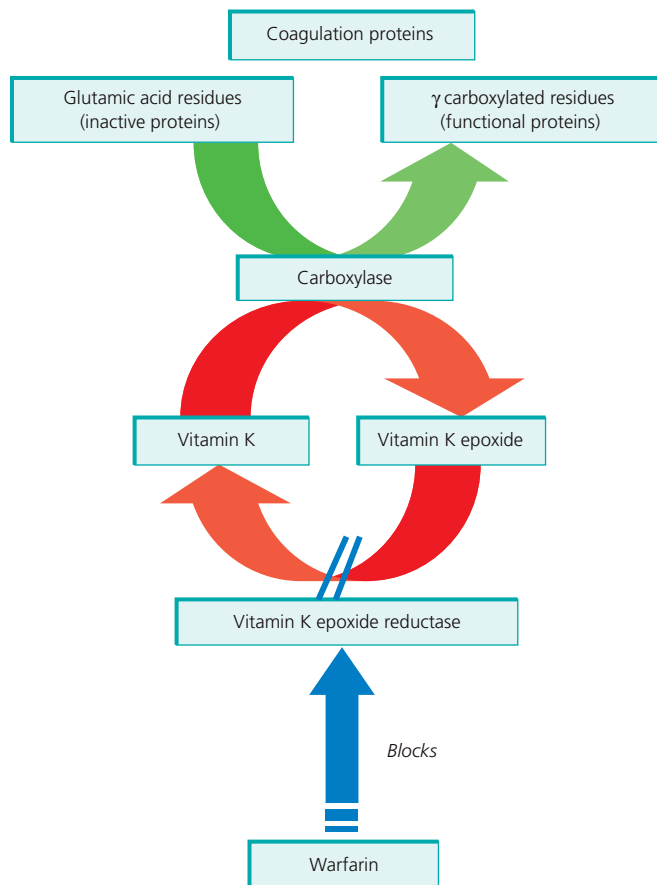 Coagulation proteins
Glutamic acid residues
(inactive proteins)
γ carboxylated residues
(functional proteins)
Carboxylase
Vitamin K
Vitamin K epoxide
Vitamin K epoxide reductase
Blocks
Warfarin